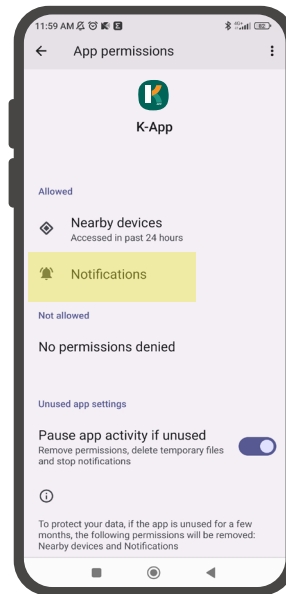 11:59 AM
App permissions
K-App
Allowed
Nearby devices
Accessed in past 24 hours
Notifications
Not allowed
No permissions denied
Unused app settings
Pause app activity if unused
Remove permissions, delete temporary files
and stop notifications
To protect your data, if the app is unused for a few
months, the following permissions will be removed:
Nearby devices and Notifications